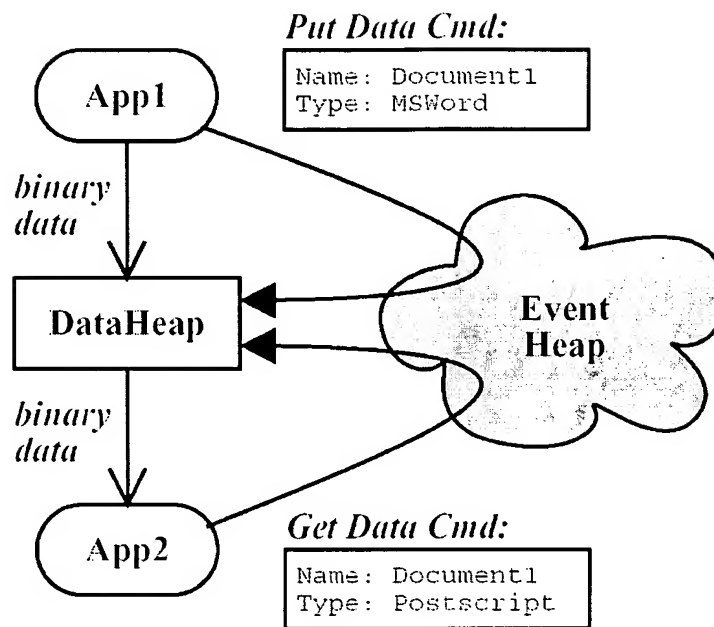 Put Data Cmd:
Name: Document1
Type: MSWord
App1
binary
data
DataHeap
Event
Heap
binary
data
App2
Get Data Cmd:
Name: Document1
Type: Postscript